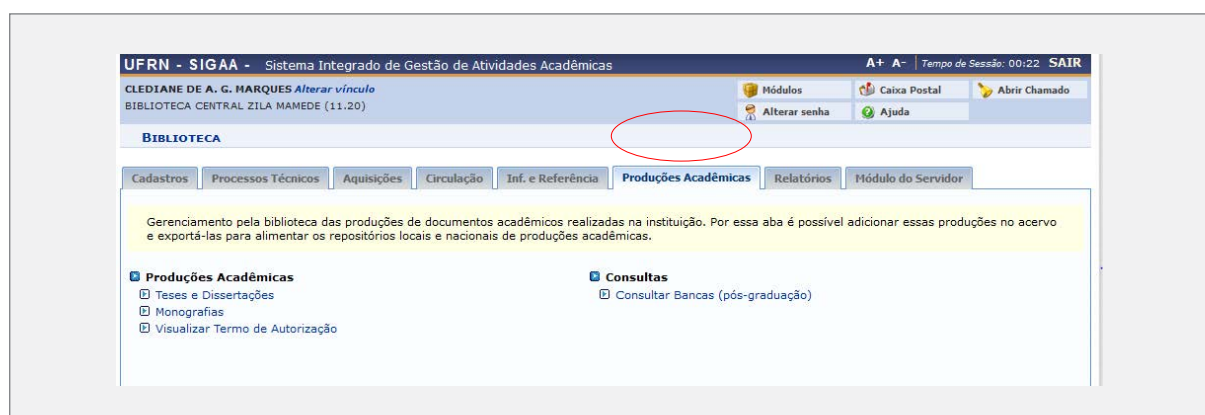 UFRN - SIGAA - Sistema Integrado de Gestão de Atividades Acadêmicas A+ A- Tempo de Sessão: 00:22 SAIR
CLEDIANE DE A. G. MARQUES Alterar vínculo Módulos Caixa Postal Abrir Chamado
BIBLIOTECA CENTRAL ZILA MAMEDE (11.20) Alterar senha Ajuda
BIBLIOTECA
Cadastros Processos Técnicos Aquisições Circulação Inf. e Referência Produções Acadêmicas Relatórios Módulo do Servidor
Gerenciamento pela biblioteca das produções de documentos acadêmicos realizadas na instituição. Por essa aba é possível adicionar essas produções no acervo
e exportá-las para alimentar os repositórios locais e nacionais de produções acadêmicas.
Produções Acadêmicas Consultas
Teses e Dissertações Consultar Bancas (pós-graduação)
Monografias
Visualizar Termo de Autorização